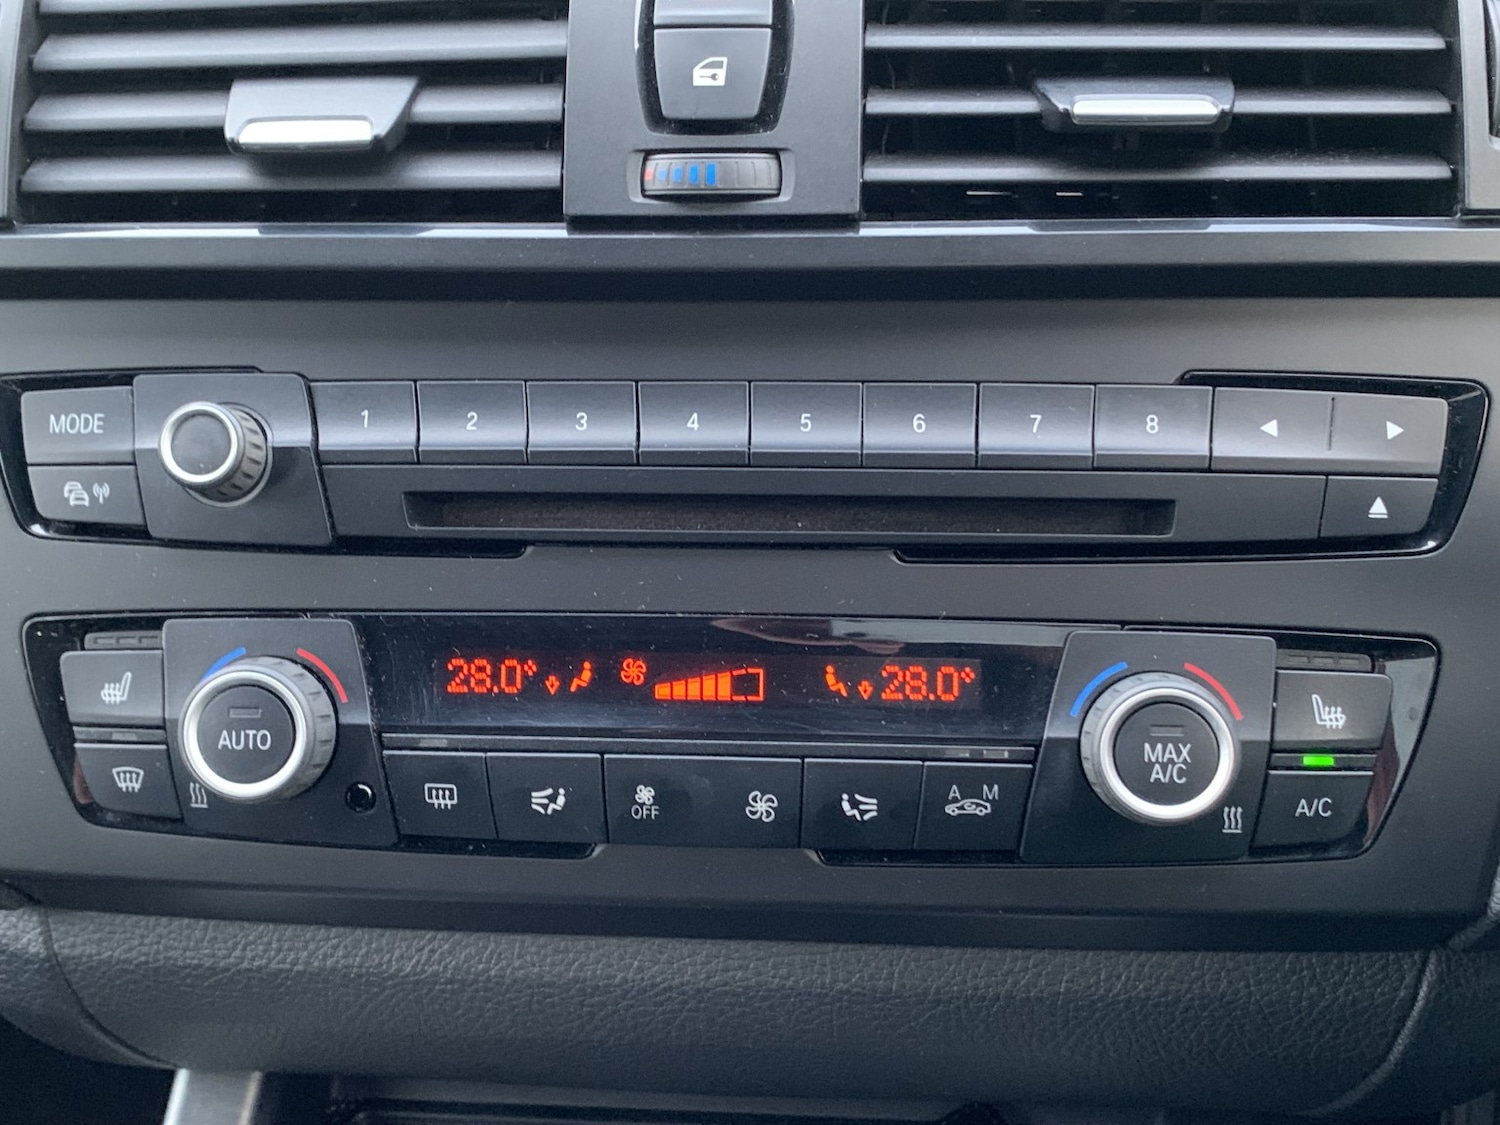 MODE 1 2 3 4 5 6 7 8
28.0° 28.0°
AUTO
MAX
A/C
OFF
A M
A/C